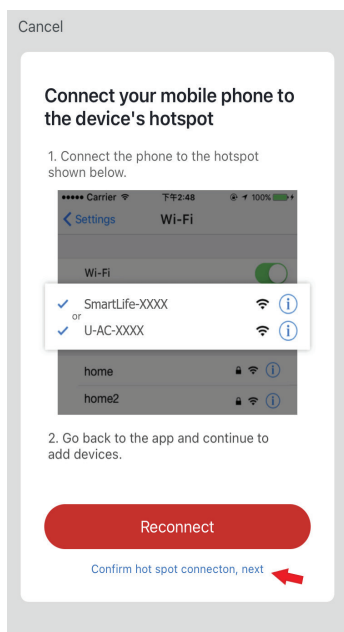 Cancel
Connect your mobile phone to
the device's hotspot
1. Connect the phone to the hotspot
shown below.
Carrier 下午2:48 100%
Settings Wi-Fi
Wi-Fi
SmartLife-XXXX
or
U-AC-XXXX
home
home2
2. Go back to the app and continue to
add devices.
Reconnect
Confirm hot spot connecton, next